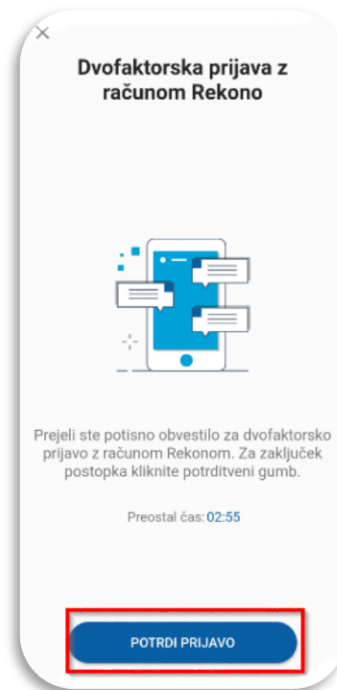 Dvofaktorska prijava z
računom Rekono
Prejeli ste potisno obvestilo za dvofaktorsko
prijavo z računom Rekonom. Za zaključek
postopka kliknite potrditveni gumb.
Preostal čas: 02:55
POTRDI PRIJAVO